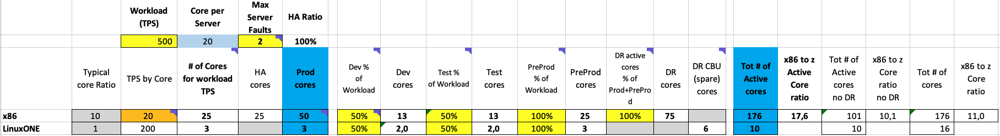 Workload (TPS) Core per Server Max Server Faults HA Ratio
500 20 2 100%
Typical core Ratio TPS by Core # of Cores for workload TPS HA cores Prod cores Dev % of Workload Dev cores Test % of Workload Test cores PreProd % of Workload PreProd cores DR active cores % of Prod+PreProd DR cores DR CBU (spare) cores Tot # of Active cores x86 to z Active Core ratio Tot # of Active cores no DR x86 to z Core ratio no DR Tot # of cores x86 to z Core ratio
x86 10 20 25 25 50 50% 13 50% 13 100% 25 100% 75 176 17,6 101 10,1 176 11,0
LinuxONE 1 200 3 3 50% 2,0 50% 2,0 100% 3 6 10 10 16